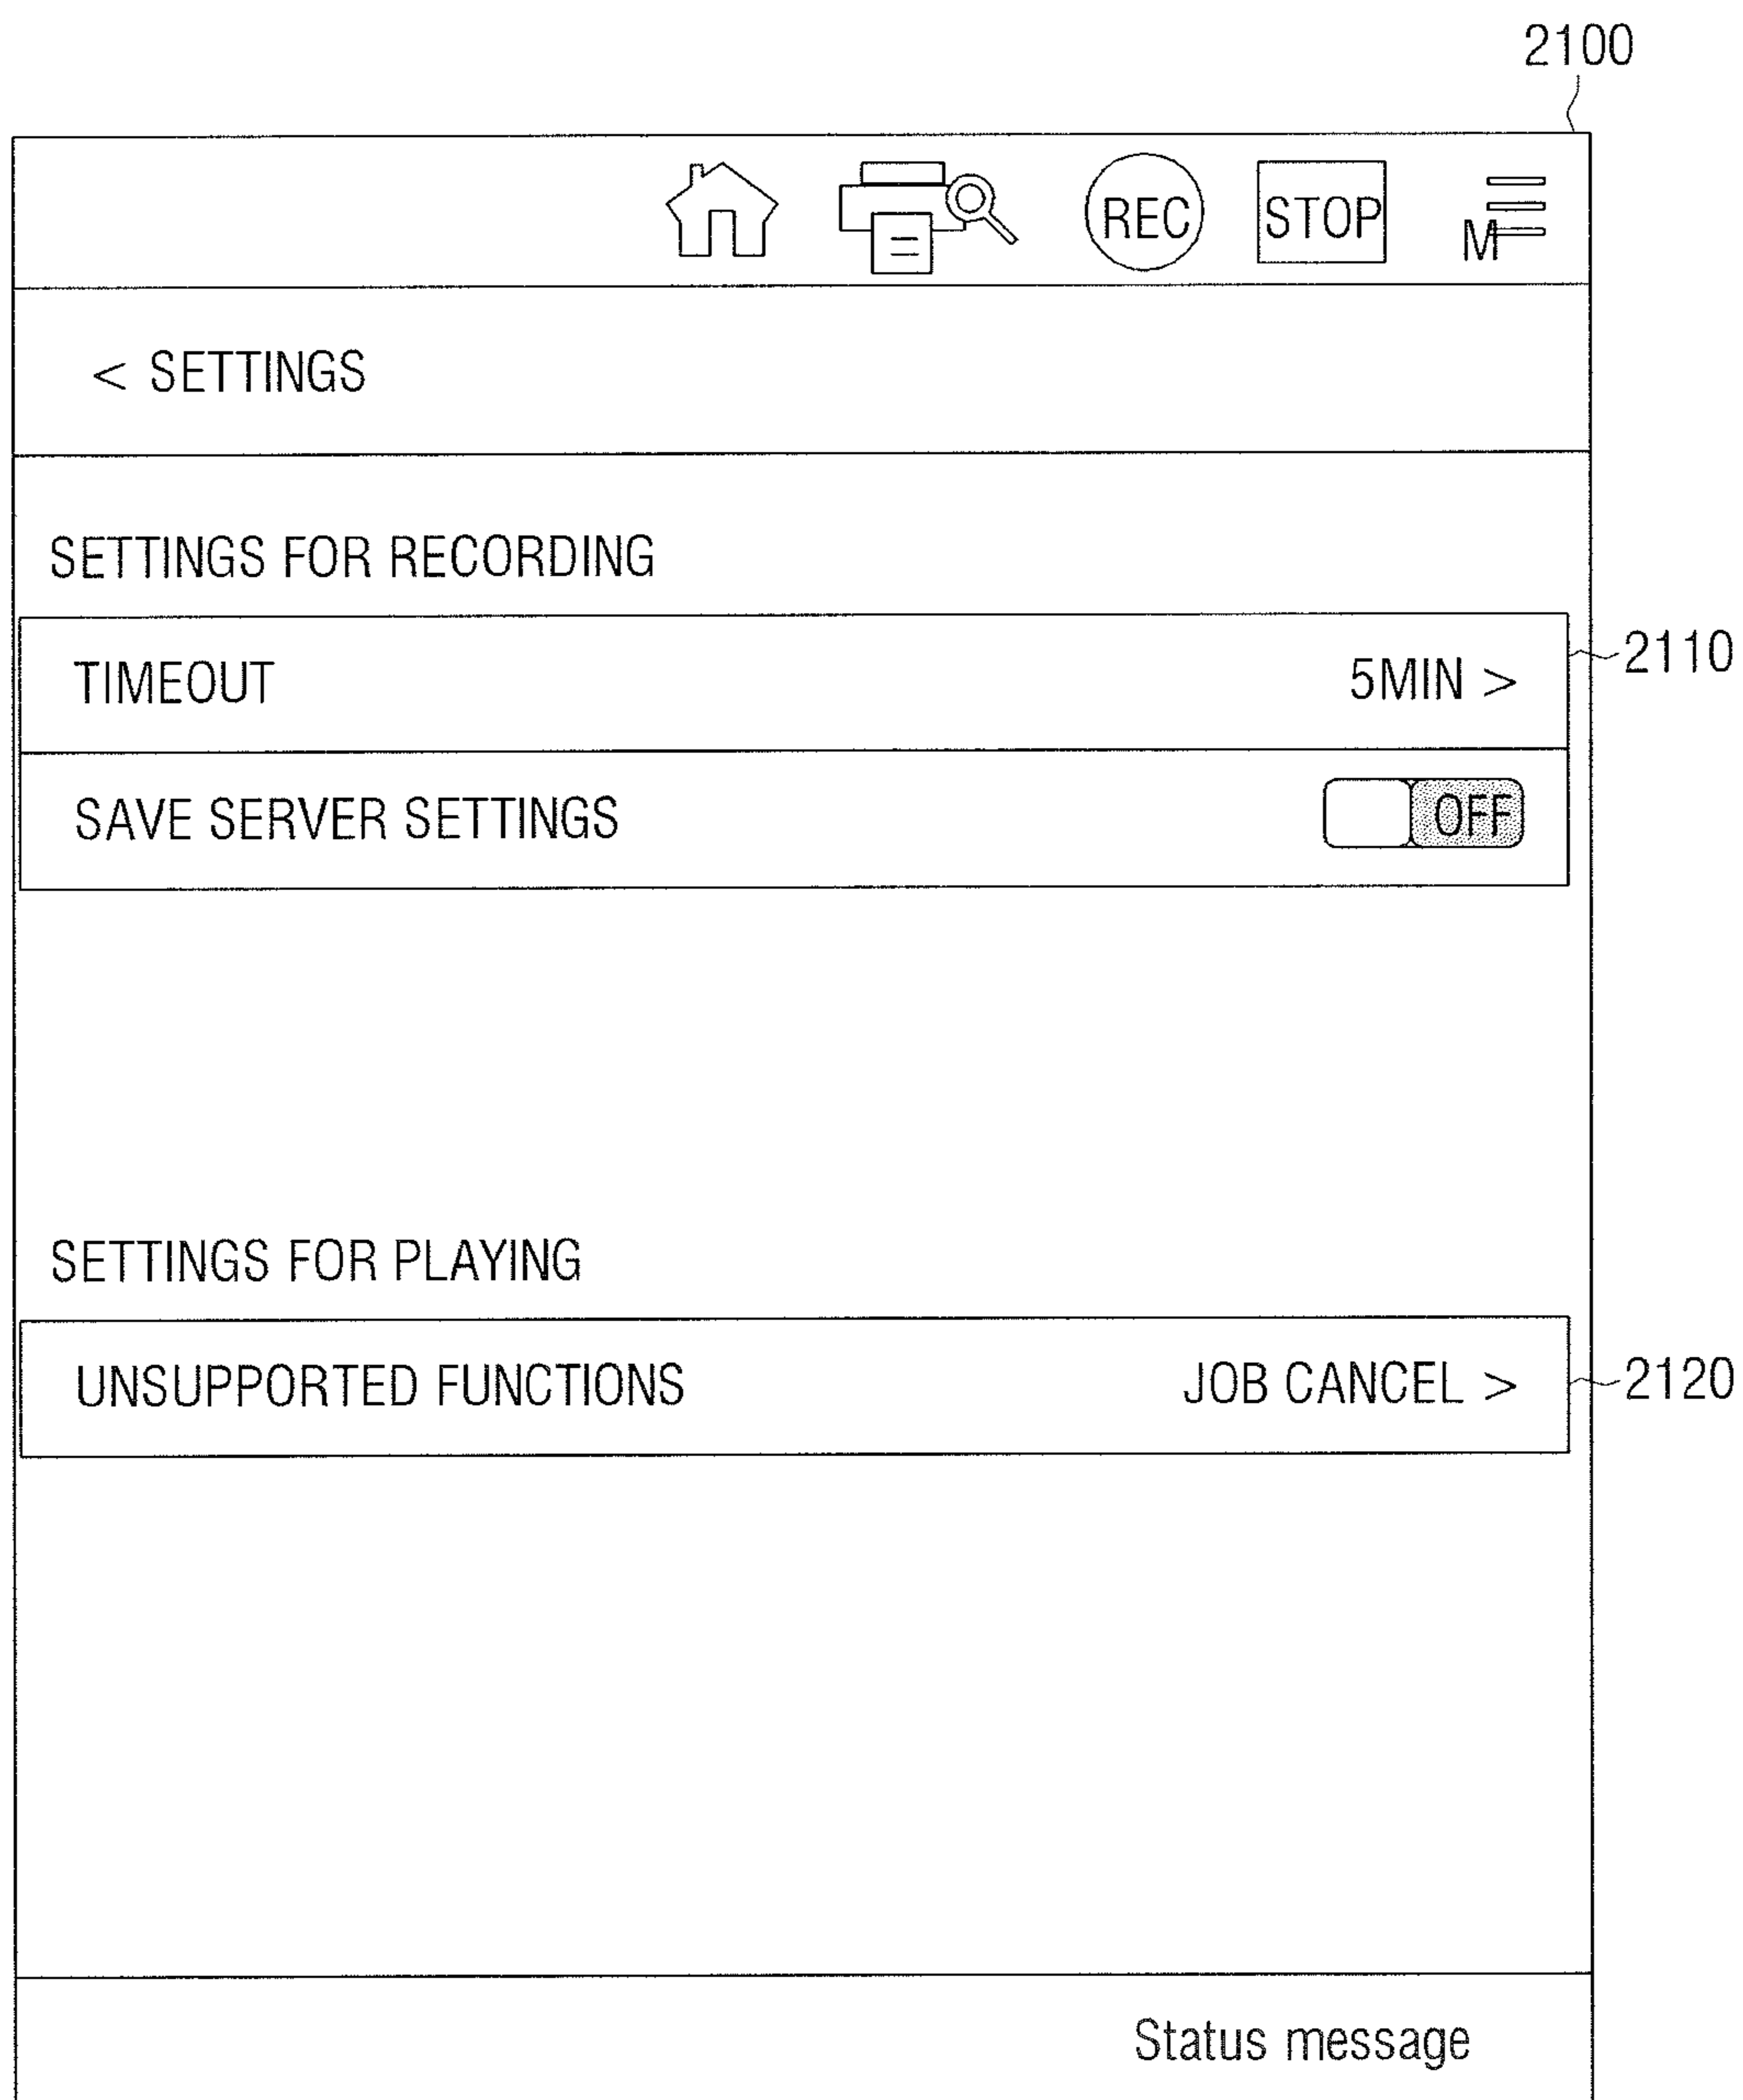 2100
REC STOP M
< SETTINGS
SETTINGS FOR RECORDING
TIMEOUT 5MIN > 2110
SAVE SERVER SETTINGS OFF
SETTINGS FOR PLAYING
UNSUPPORTED FUNCTIONS JOB CANCEL > 2120
Status message